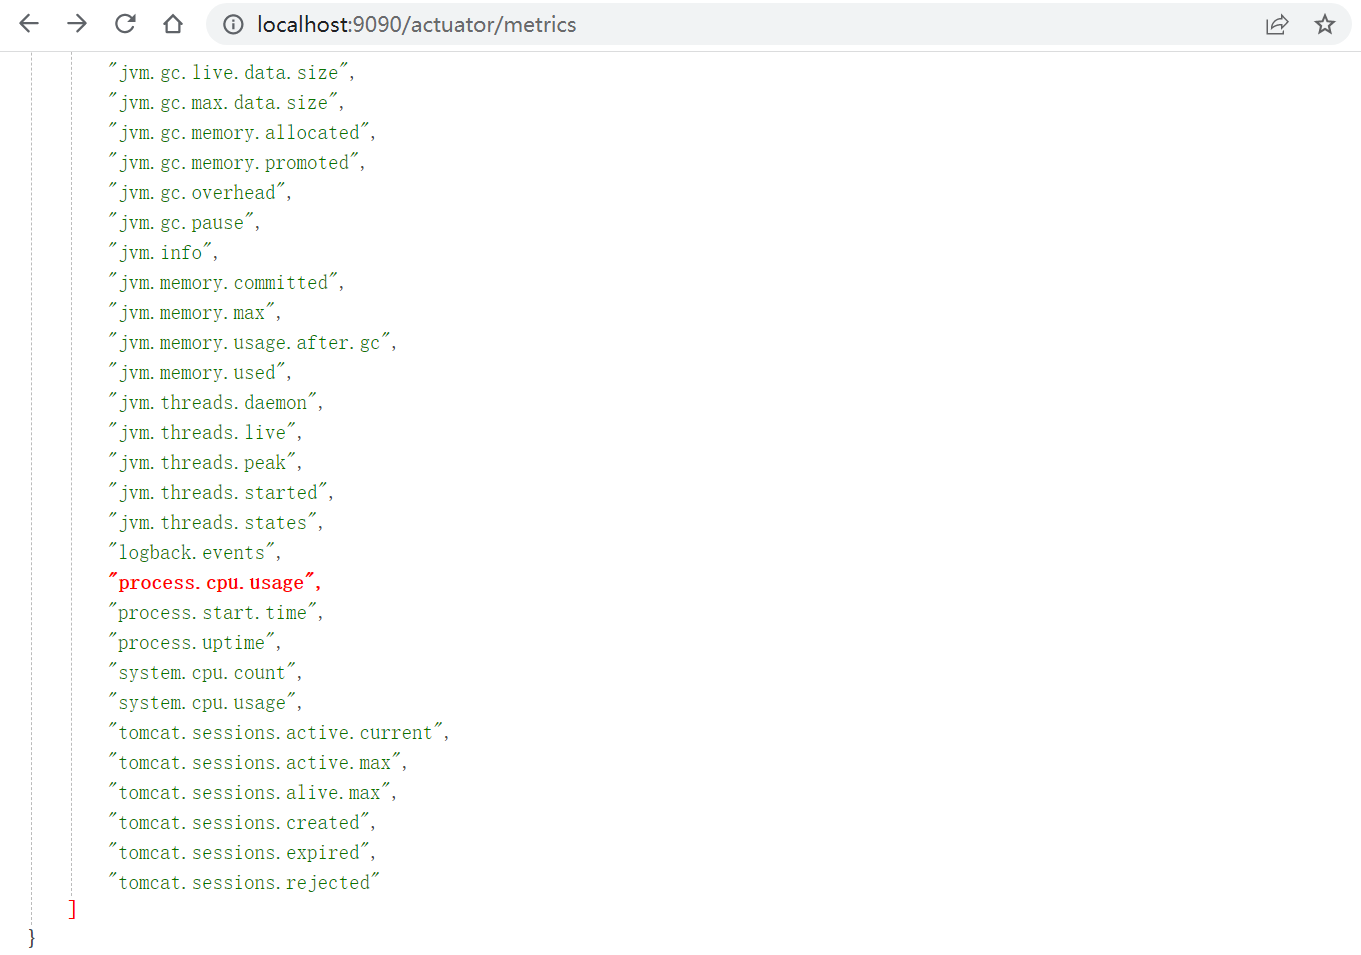 localhost:9090/actuator/metrics
"jvm.gc.live.data.size",
"jvm.gc.max.data.size",
"jvm.gc.memory.allocated",
"jvm.gc.memory.promoted",
"jvm.gc.overhead",
"jvm.gc.pause",
"jvm.info",
"jvm.memory.committed",
"jvm.memory.max",
"jvm.memory.usage.after.gc",
"jvm.memory.used",
"jvm.threads.daemon",
"jvm.threads.live",
"jvm.threads.peak",
"jvm.threads.started",
"jvm.threads.states",
"logback.events",
"process.cpu.usage",
"process.start.time",
"process.uptime",
"system.cpu.count",
"system.cpu.usage",
"tomcat.sessions.active.current",
"tomcat.sessions.active.max",
"tomcat.sessions.alive.max",
"tomcat.sessions.created",
"tomcat.sessions.expired",
"tomcat.sessions.rejected"
]
}